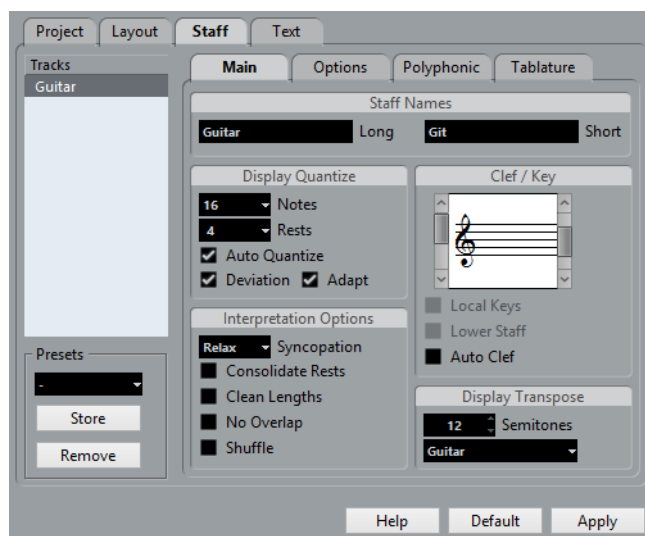 Project Layout Staff Text
Tracks
Guitar
Main Options Polyphonic Tablature
Staff Names
Guitar Long Git Short
Display Quantize
16 Notes
4 Rests
Auto Quantize
Deviation Adapt
Interpretation Options
Relax Syncopation
Consolidate Rests
Clean Lengths
No Overlap
Shuffle
Clef / Key
Local Keys
Lower Staff
Auto Clef
Display Transpose
12 Semitones
Guitar
Presets
-
Store
Remove
Help Default Apply